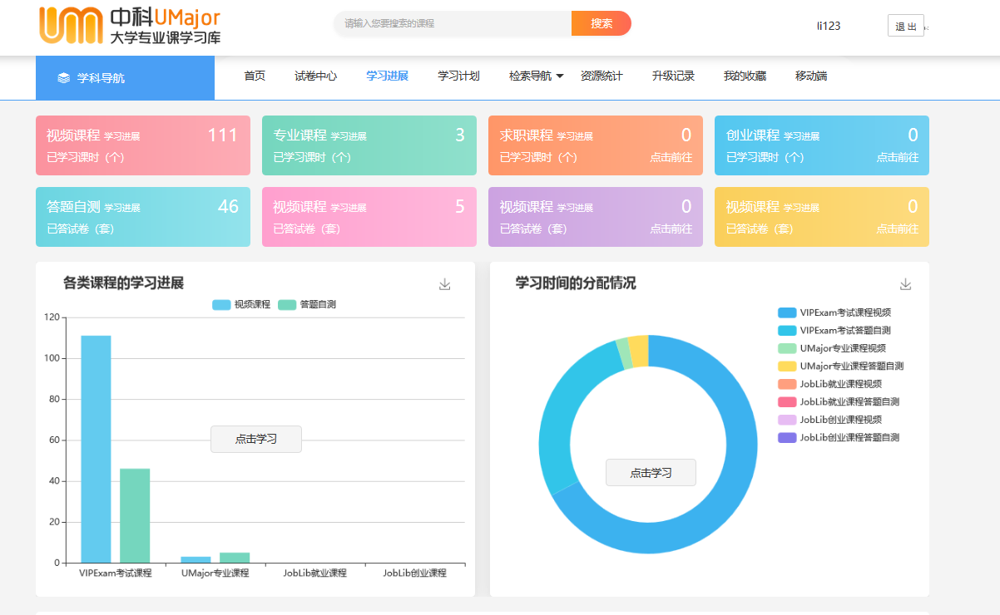 um 中科UMajor
大学专业课学习库
请输入您要搜索的课程
搜索
li123
退 出
学科导航
首页 试卷中心 学习进展 学习计划 检索导航 资源统计 升级记录 我的收藏 移动端
视频课程 学习进展 111
已学习课时（个）
专业课程 学习进展 3
已学习课时（个）
求职课程 学习进展 0
已学习课时（个） 点击前往
创业课程 学习进展 0
已学习课时（个） 点击前往
答题自测 学习进展 46
已答试卷（套）
视频课程 学习进展 5
已答试卷（套）
视频课程 学习进展 0
已答试卷（套） 点击前往
视频课程 学习进展 0
已答试卷（套） 点击前往
各类课程的学习进展
视频课程 答题自测
120
100
80
60
40
20
0
点击学习
VIPExam考试课程 UMajor专业课程 JobLib就业课程 JobLib创业课程
学习时间的分配情况
VIPExam考试课程视频
VIPExam考试答题自测
UMajor专业课程视频
UMajor专业课程答题自测
JobLib就业课程视频
JobLib就业课程答题自测
JobLib创业课程视频
JobLib创业课程答题自测
点击学习